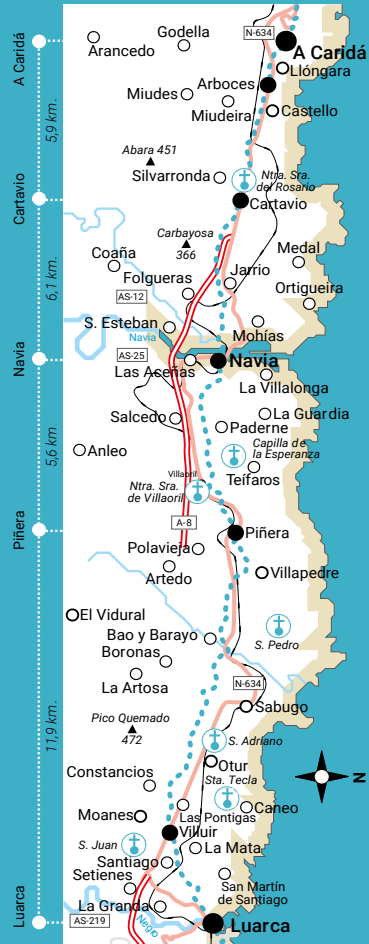 A Caridá
5,9 km.
Cartavio
6,1 km.
Navia
5,6 km.
Piñera
11,9 km.
Luarca
N-634
Godella
Arancedo
A Caridá
Llóngara
Arboces
Miudes
Miudeira
Castello
Abara 451
Silvarronda
Ntra. Sra.
del Rosario
Cartavio
Carbayosa
366
Medal
Coaña
Folgueras
Jarrio
Ortigueira
AS-12
S. Esteban
Navia
Mohías
AS-25
Navia
Las Aceñas
La Villalonga
La Guardia
Salcedo
Paderne
Capilla de
la Esperanza
Anleo
Villaoril
Teifaros
Ntra. Sra.
de Villaoril
A-8
Piñera
Polavieja
Artedo
Villapedre
El Vidural
Bao y Barayo
S. Pedro
Boronas
La Artosa
N-634
Sabugo
Pico Quemado
472
S. Adriano
Otur
Constancios
Sta. Tecla
Las Pontigas
Caneo
Moanes
Villuir
S. Juan
La Mata
Santiago
Setienes
San Martín
de Santiago
La Granda
AS-219
Negro
Luarca
N